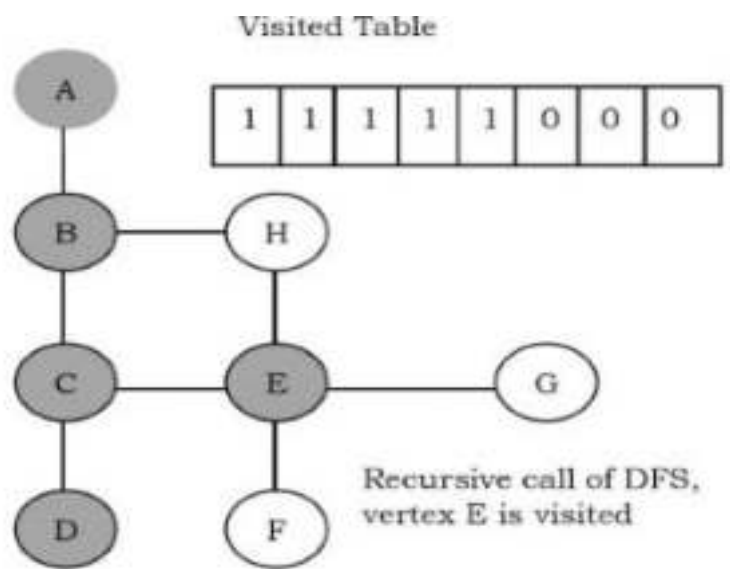 Visited Table
A
1 1 1 1 1 0 0 0
B H
C E G
Recursive call of DFS,
vertex E is visited
D F